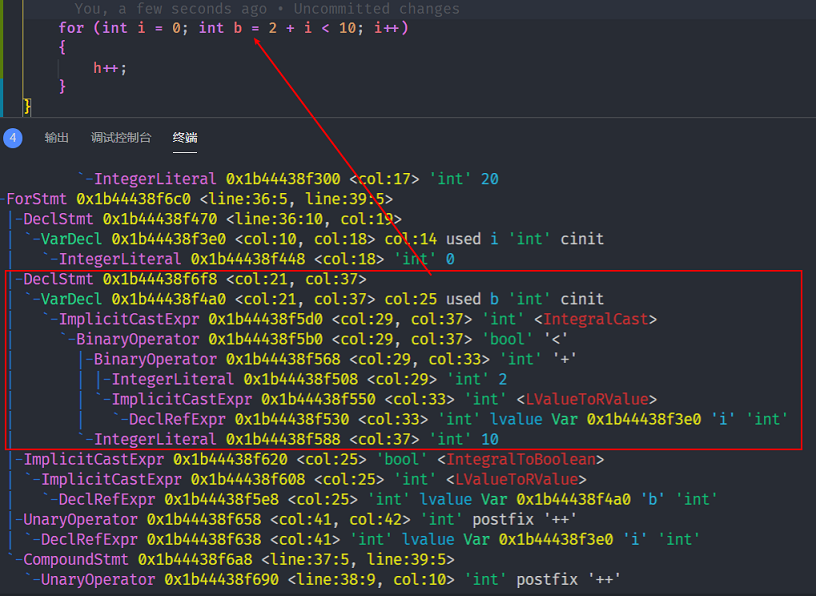 You, a few seconds ago • Uncommitted changes
for (int i = 0; int b = 2 + i < 10; i++)
{
h++;
}
}
4 输出 调试控制台 终端
`-IntegerLiteral 0x1b44438f300 <col:17> 'int' 20
-ForStmt 0x1b44438f6c0 <line:36:5, line:39:5>
|-DeclStmt 0x1b44438f470 <line:36:10, col:19>
| `-VarDecl 0x1b44438f3e0 <col:10, col:18> col:14 used i 'int' cinit
|   `-IntegerLiteral 0x1b44438f448 <col:18> 'int' 0
|-DeclStmt 0x1b44438f6f8 <col:21, col:37>
| `-VarDecl 0x1b44438f4a0 <col:21, col:37> col:25 used b 'int' cinit
|   `-ImplicitCastExpr 0x1b44438f5d0 <col:29, col:37> 'int' <IntegralCast>
|     `-BinaryOperator 0x1b44438f5b0 <col:29, col:37> 'bool' '<'
|       |-BinaryOperator 0x1b44438f568 <col:29, col:33> 'int' '+'
|       | |-IntegerLiteral 0x1b44438f508 <col:29> 'int' 2
|       | `-ImplicitCastExpr 0x1b44438f550 <col:33> 'int' <LValueToRValue>
|       |   `-DeclRefExpr 0x1b44438f530 <col:33> 'int' lvalue Var 0x1b44438f3e0 'i' 'int'
|       `-IntegerLiteral 0x1b44438f588 <col:37> 'int' 10
|-ImplicitCastExpr 0x1b44438f620 <col:25> 'bool' <IntegralToBoolean>
| `-ImplicitCastExpr 0x1b44438f608 <col:25> 'int' <LValueToRValue>
|   `-DeclRefExpr 0x1b44438f5e8 <col:25> 'int' lvalue Var 0x1b44438f4a0 'b' 'int'
|-UnaryOperator 0x1b44438f658 <col:41, col:42> 'int' postfix '++'
| `-DeclRefExpr 0x1b44438f638 <col:41> 'int' lvalue Var 0x1b44438f3e0 'i' 'int'
`-CompoundStmt 0x1b44438f6a8 <line:37:5, line:39:5>
  `-UnaryOperator 0x1b44438f690 <line:38:9, col:10> 'int' postfix '++'